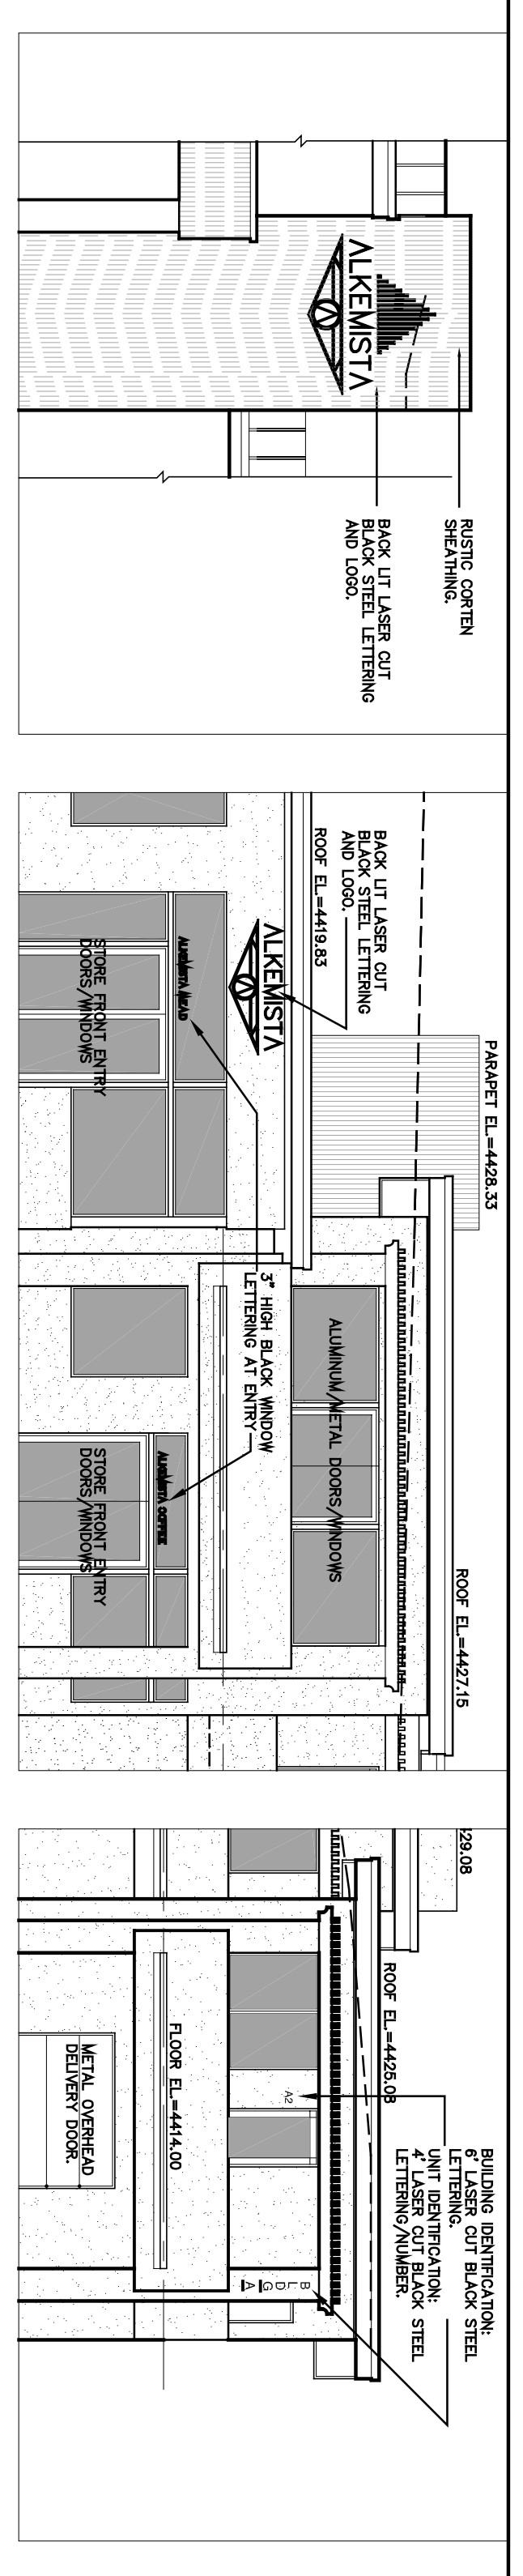 ALKEMISTA
RUSTIC CORTEN
SHEATHING.
BACK LIT LASER CUT
BLACK STEEL LETTERING
AND LOGO.
PARAPET EL.=4428.33
BACK LIT LASER CUT
BLACK STEEL LETTERING
AND LOGO.
ROOF EL.=4419.83
ALKEMISTA
ALKEMISTA MEAD
STORE FRONT ENTRY
DOORS/WINDOWS
ROOF EL.=4427.15
ALUMINUM/METAL DOORS/WINDOWS
3" HIGH BLACK WINDOW
LETTERING AT ENTRY
ALKEMISTA COFFEE
STORE FRONT ENTRY
DOORS/WINDOWS
29.08
ROOF EL.=4425.08
BUILDING IDENTIFICATION:
6' LASER CUT BLACK STEEL
LETTERING.
UNIT IDENTIFICATION:
4' LASER CUT BLACK STEEL
LETTERING/NUMBER.
A2
BLDG A
FLOOR EL.=4414.00
METAL OVERHEAD
DELIVERY DOOR.